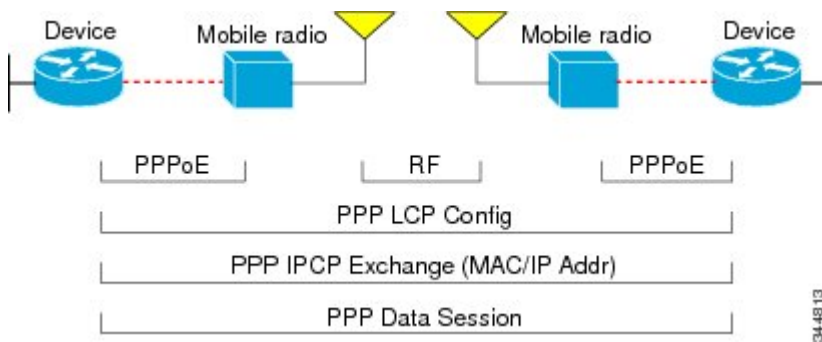 Device
Mobile radio
Mobile radio
Device
PPPoE
RF
PPPoE
PPP LCP Config
PPP IPCP Exchange (MAC/IP Addr)
PPP Data Session
344813